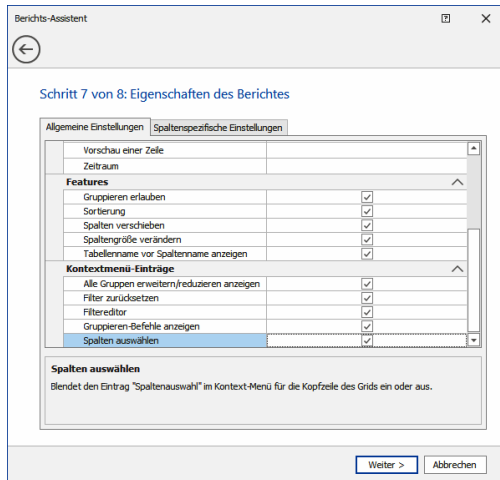 Berichts-Assistent
Schritt 7 von 8: Eigenschaften des Berichtes
Allgemeine Einstellungen Spaltenspezifische Einstellungen
Vorschau einer Zeile
Zeitraum
Features
Gruppieren erlauben
Sortierung
Spalten verschieben
Spaltengröße verändern
Tabellenname vor Spaltenname anzeigen
Kontextmenü-Einträge
Alle Gruppen erweitern/reduzieren anzeigen
Filter zurücksetzen
Filtereditor
Gruppieren-Befehle anzeigen
Spalten auswählen
Spalten auswählen
Blendet den Eintrag "Spaltenauswahl" im Kontext-Menü für die Kopfzeile des Grids ein oder aus.
Weiter > Abbrechen